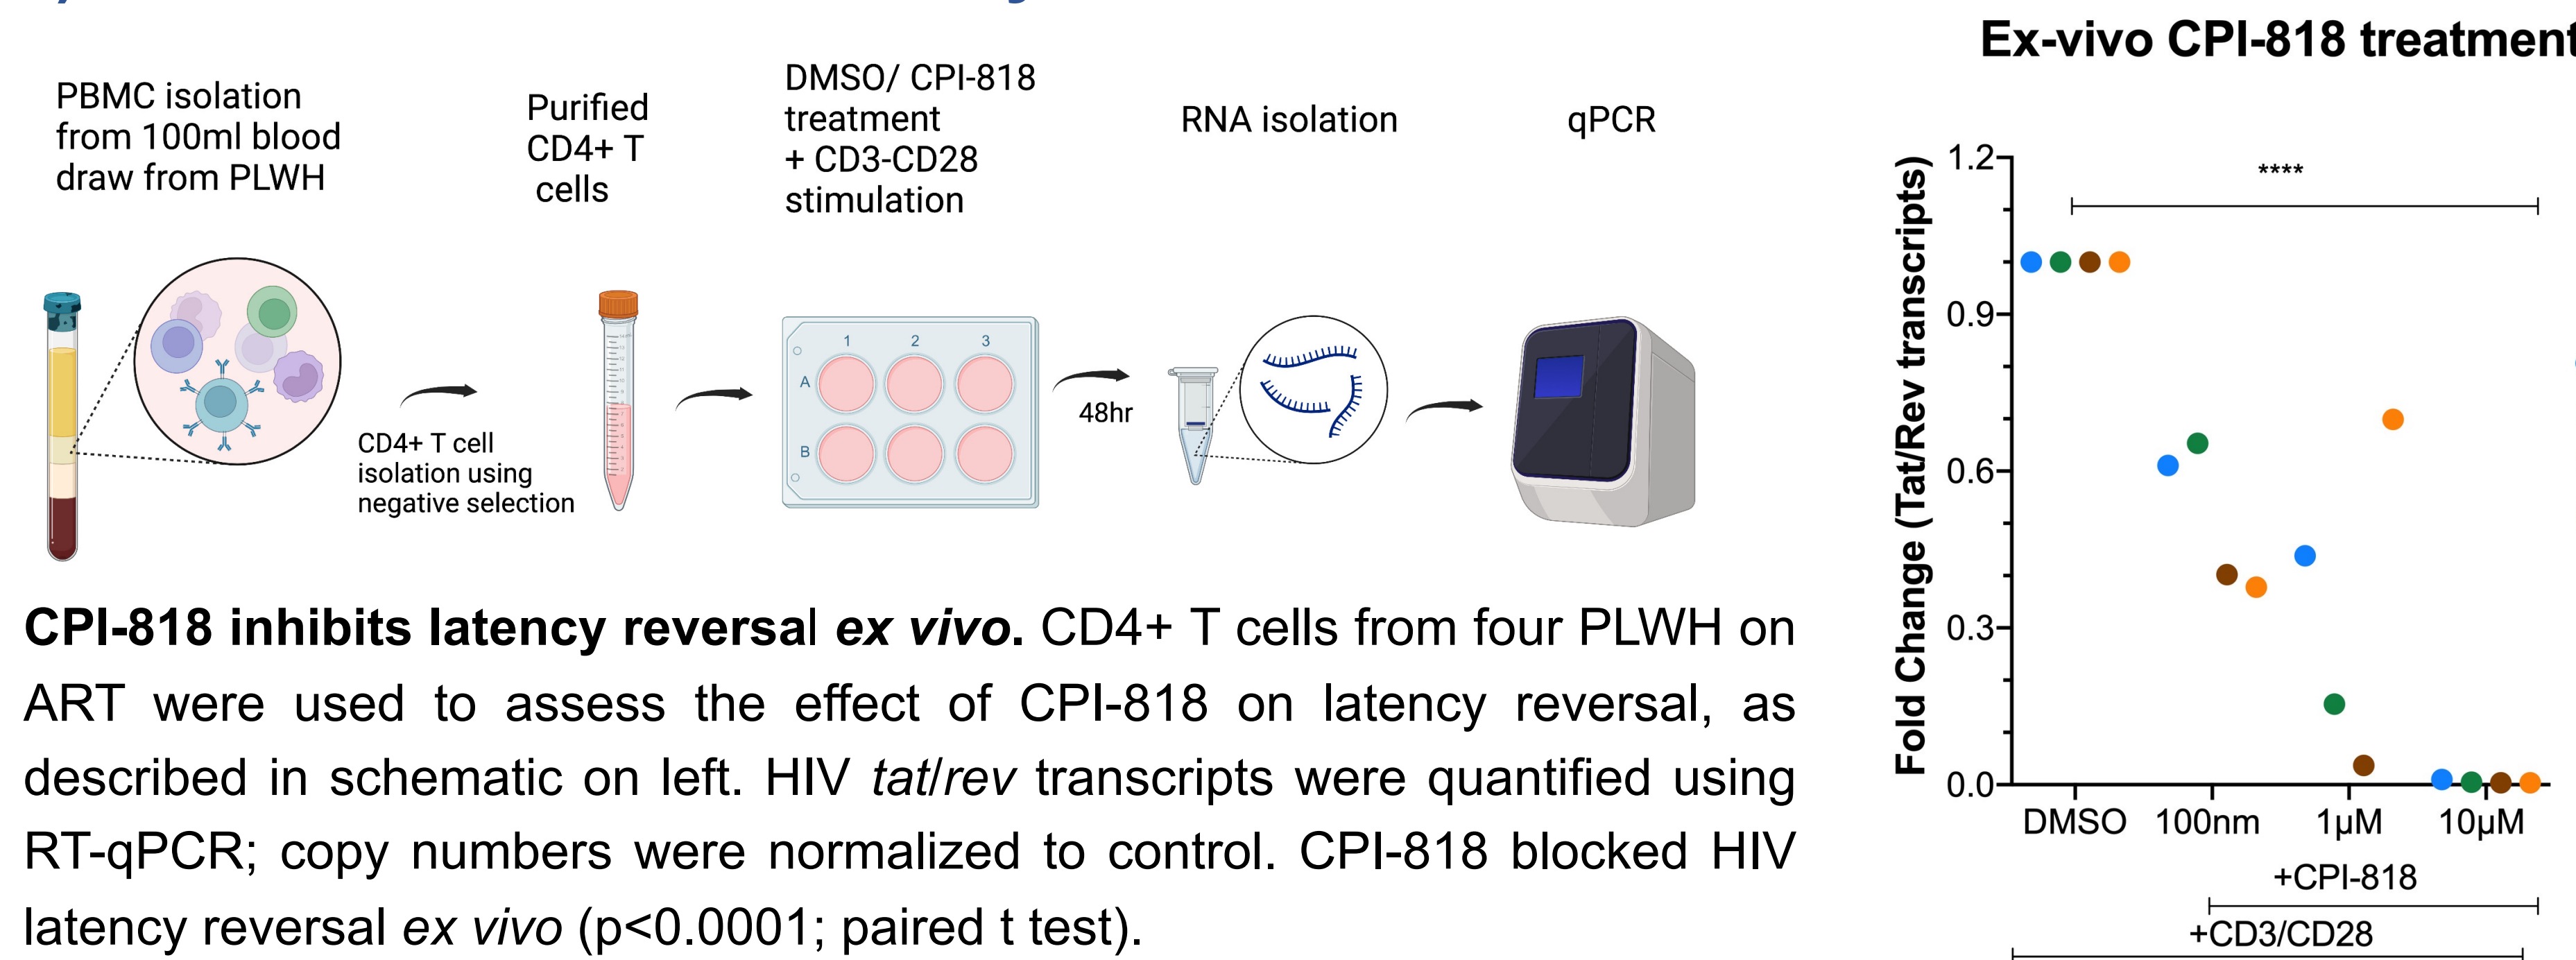 PBMC isolation
from 100ml blood
draw from PLWH
Purified
CD4+ T
cells
DMSO/ CPI-818
treatment
+ CD3-CD28
stimulation
RNA isolation
qPCR
CD4+ T cell
isolation using
negative selection
1 2 3
A
B
48hr
CPI-818 inhibits latency reversal ex vivo. CD4+ T cells from four PLWH on
ART were used to assess the effect of CPI-818 on latency reversal, as
described in schematic on left. HIV tat/rev transcripts were quantified using
RT-qPCR; copy numbers were normalized to control. CPI-818 blocked HIV
latency reversal ex vivo (p<0.0001; paired t test).
Ex-vivo CPI-818 treatment
Fold Change (Tat/Rev transcripts)
1.2
0.9
0.6
0.3
0.0
****
DMSO 100nm 1µM 10µM
+CPI-818
+CD3/CD28